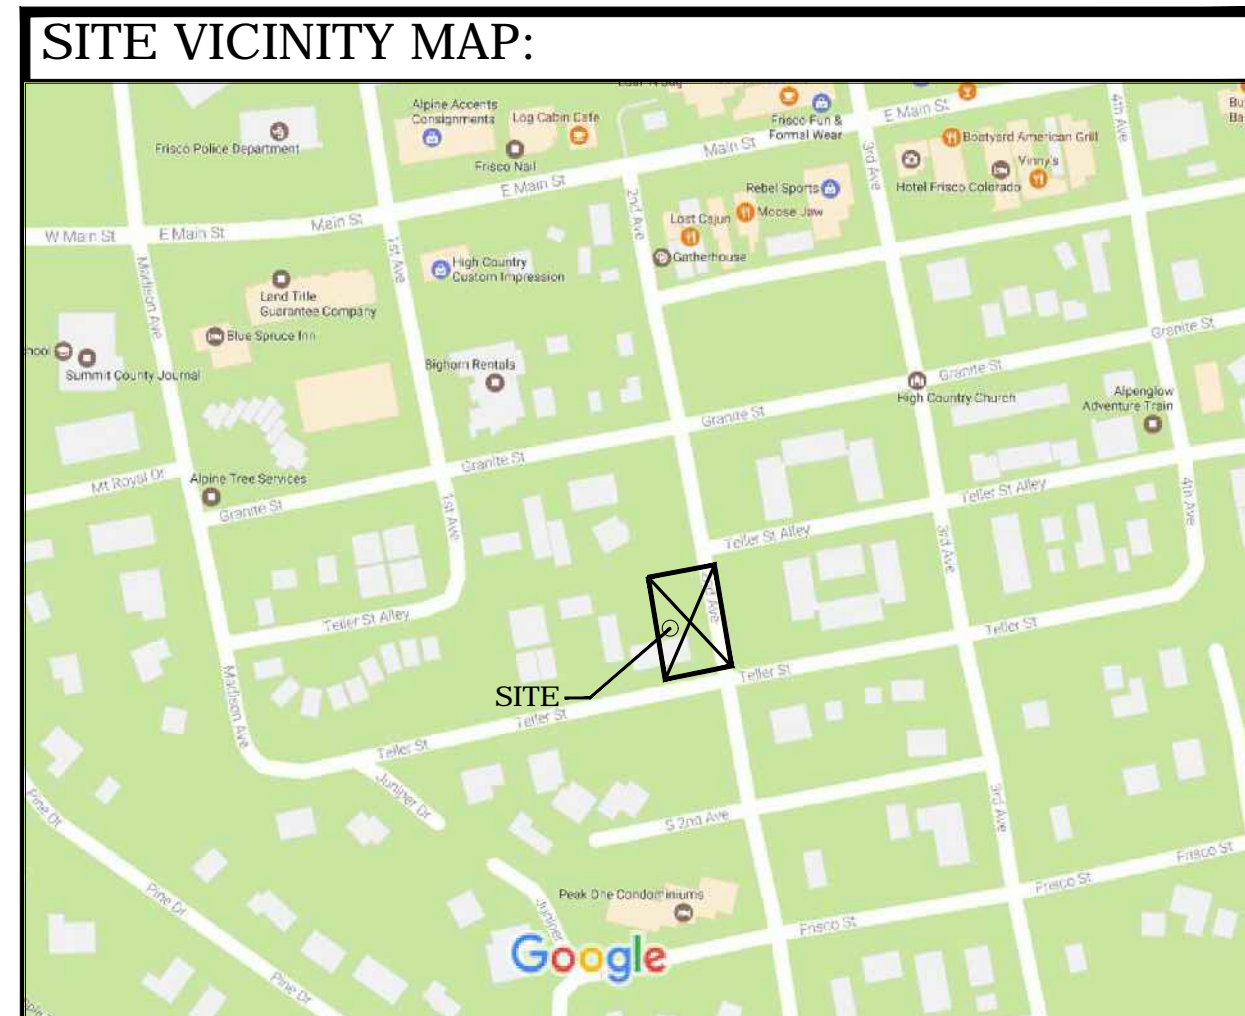 SITE VICINITY MAP:
Alpine Accents
Consignments
Log Cabin Cafe
Frisco Fun &
Formal Wear
E Main St
4th Ave
Bu
Ba
Frisco Police Department
Frisco Nail
Main St
3rd Ave
Boatyard American Grill
Vinny's
Hotel Frisco Colorado
E Main St
2nd Ave
Rebel Sports
Lost Cajun
Moose Jaw
Gatherhouse
W Main St
E Main St
Main St
1st Ave
Madison Ave
High Country
Custom Impression
Land Title
Guarantee Company
Blue Spruce Inn
hool
Summit County Journal
Bighorn Rentals
Granite St
Granite St
High Country Church
Alpenglow
Adventure Train
Granite St
Granite St
Mt Royal Dr
Alpine Tree Services
Granite St
1st Ave
Teller St Alley
4th Ave
Teller St Alley
3rd Ave
2nd Ave
Teller St Alley
Teller St
Madison Ave
Teller St
SITE
Teller St
Teller St
Juniper Dr
Pine Dr
S 2nd Ave
3rd Ave
Frisco St
Frisco St
Pine Dr
Peak One Condominiums
Juniper
Frisco St
Google
Pine Dr